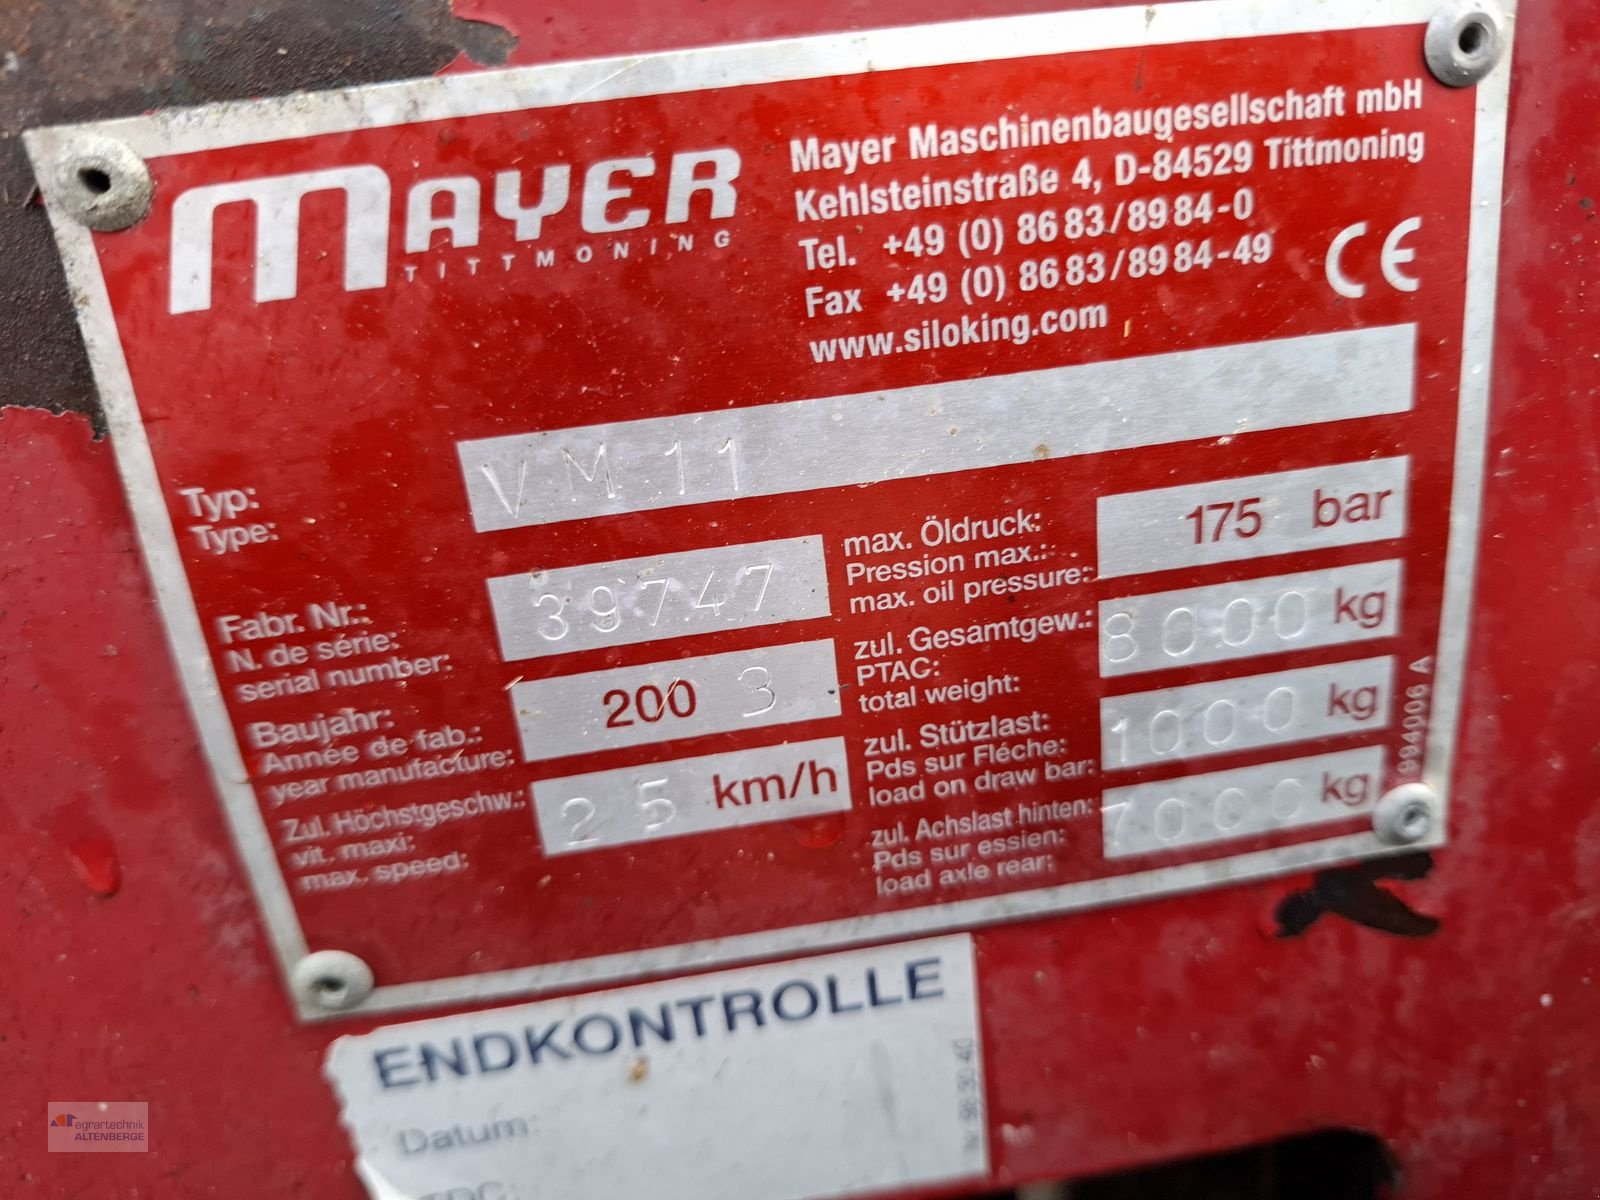 MAYER
TITTMONING
Mayer Maschinenbaugesellschaft mbH
Kehlsteinstraße 4, D-84529 Tittmoning
Tel. +49 (0) 86 83/89 84-0
Fax +49 (0) 86 83/89 84-49
www.siloking.com
CE
Typ:
Type:
VM 11
Fabr. Nr.:
N. de série:
serial number:
39747
Baujahr:
Année de fab.:
year manufacture:
200 3
Zul. Höchstgeschw.:
vit. maxi:
max. speed:
25 km/h
max. Öldruck:
Pression max.:
max. oil pressure:
175 bar
zul. Gesamtgew.:
PTAC:
total weight:
8000 kg
zul. Stützlast:
Pds sur Fléche:
load on draw bar:
1000 kg
zul. Achslast hinten:
Pds sur essien:
load axle rear:
7000 kg
994006 A
ENDKONTROLLE
Datum:
agrartechnik
ALTENBERGE